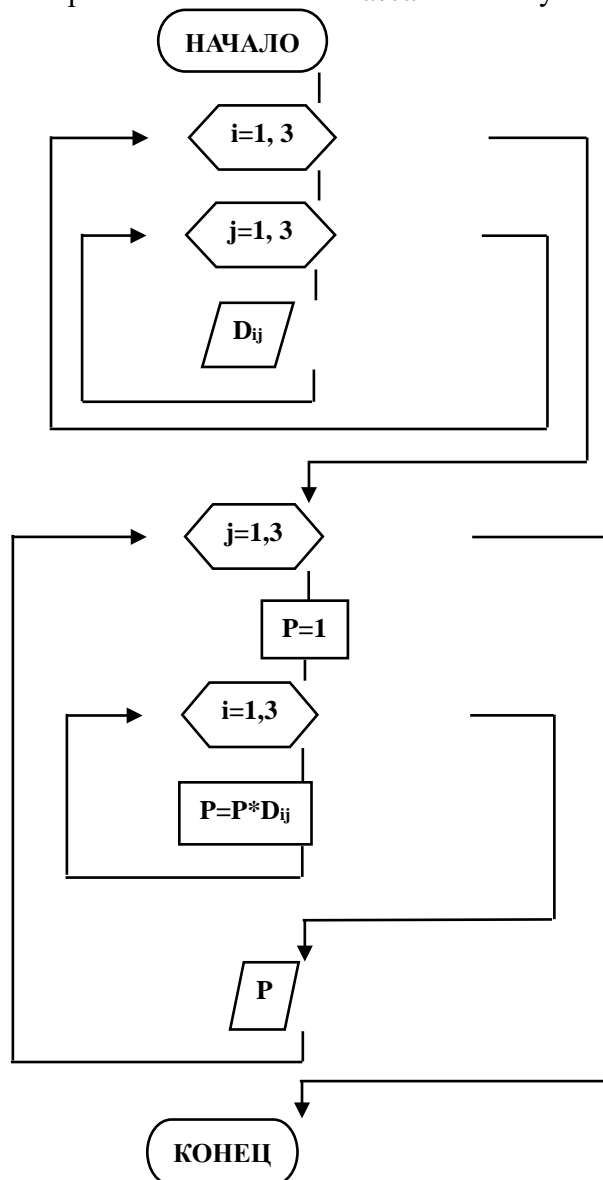 НАЧАЛО
i=1, 3
j=1, 3
Dij
j=1,3
P=1
i=1,3
P=P*Dij
P
КОНЕЦ